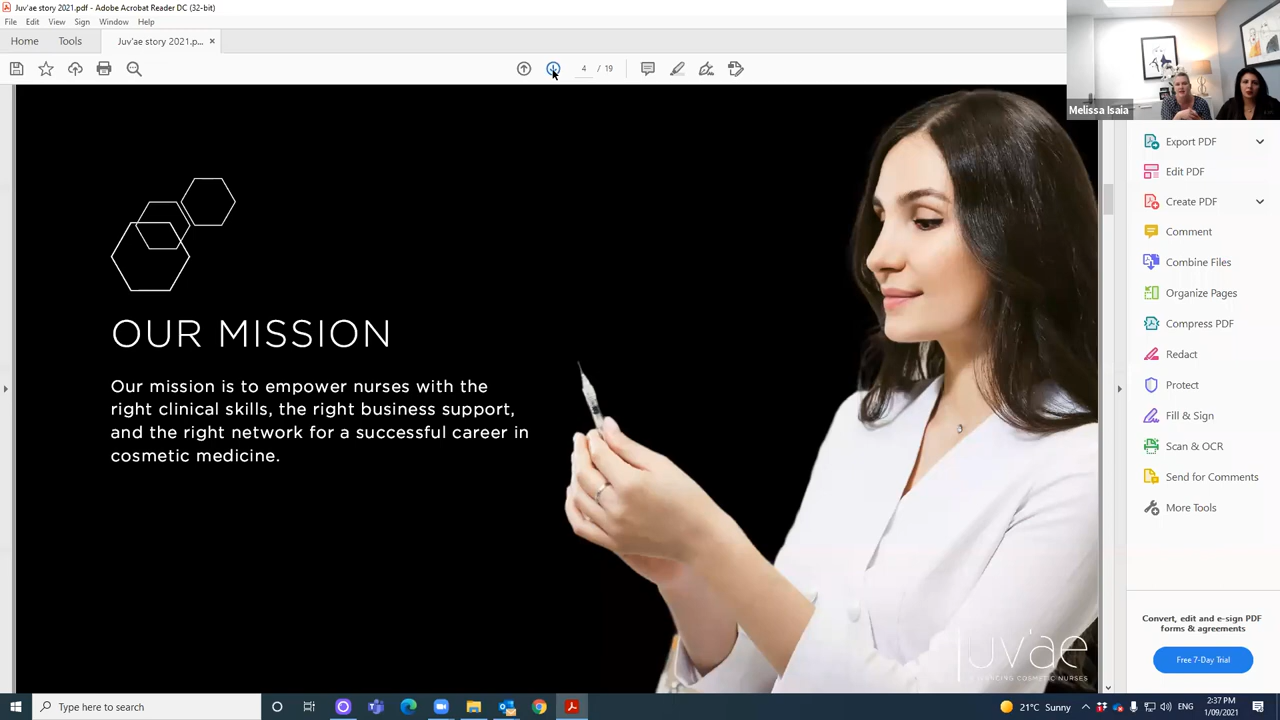 Juv'ae story 2021.pdf - Adobe Acrobat Reader DC (32-bit)
File Edit View Sign Window Help
Home Tools Juv'ae story 2021.p... ×
4 / 19
Melissa Isaia
Export PDF
Edit PDF
Create PDF
Comment
Combine Files
Organize Pages
Compress PDF
Redact
Protect
Fill & Sign
Scan & OCR
Send for Comments
More Tools
OUR MISSION
Our mission is to empower nurses with the
right clinical skills, the right business support,
and the right network for a successful career in
cosmetic medicine.
juv'ae
COSMETIC NURSES
Convert, edit and e-sign PDF
forms & agreements
Free 7-Day Trial
Type here to search
21°C Sunny
ENG
2:37 PM
1/09/2021